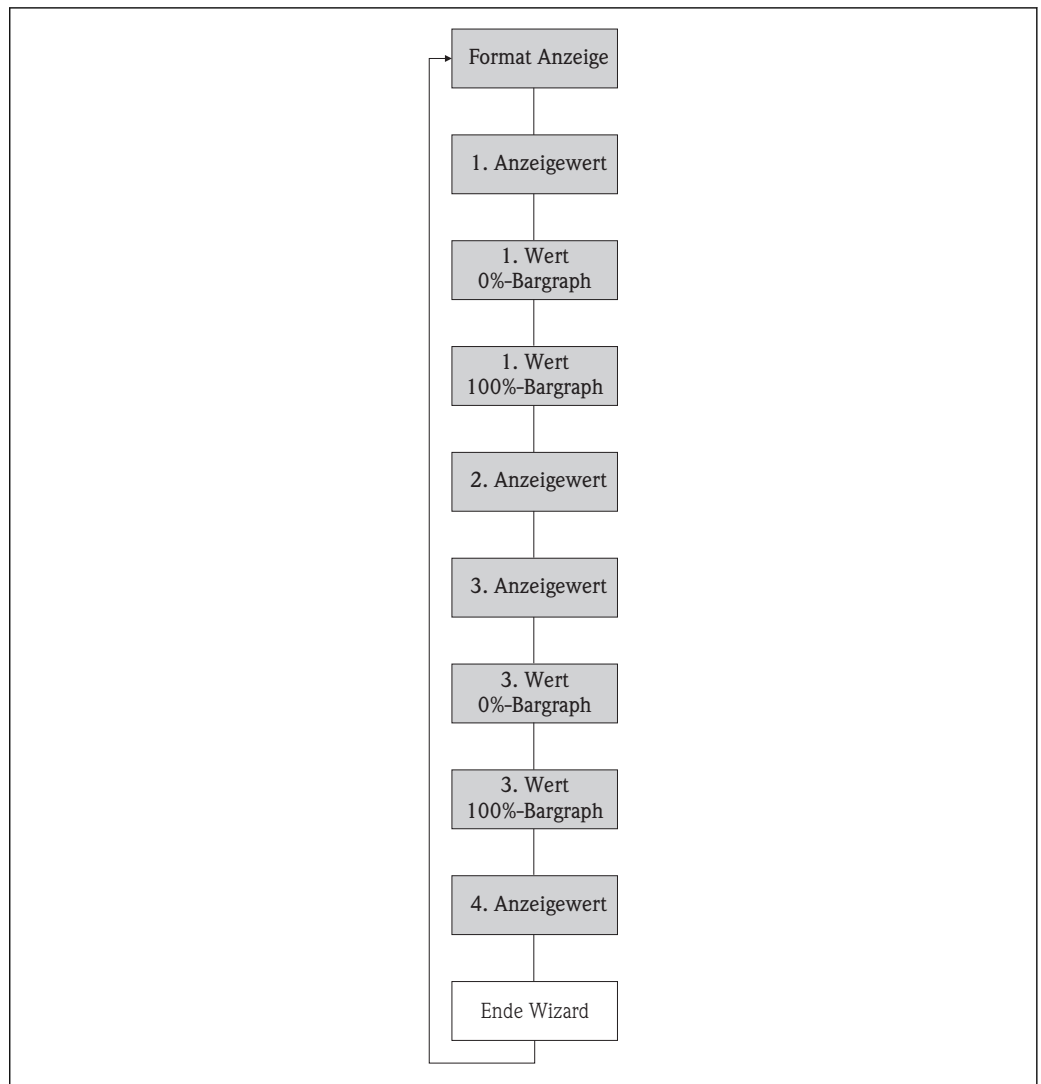 Format Anzeige
1. Anzeigewert
1. Wert
0%-Bargraph
1. Wert
100%-Bargraph
2. Anzeigewert
3. Anzeigewert
3. Wert
0%-Bargraph
3. Wert
100%-Bargraph
4. Anzeigewert
Ende Wizard